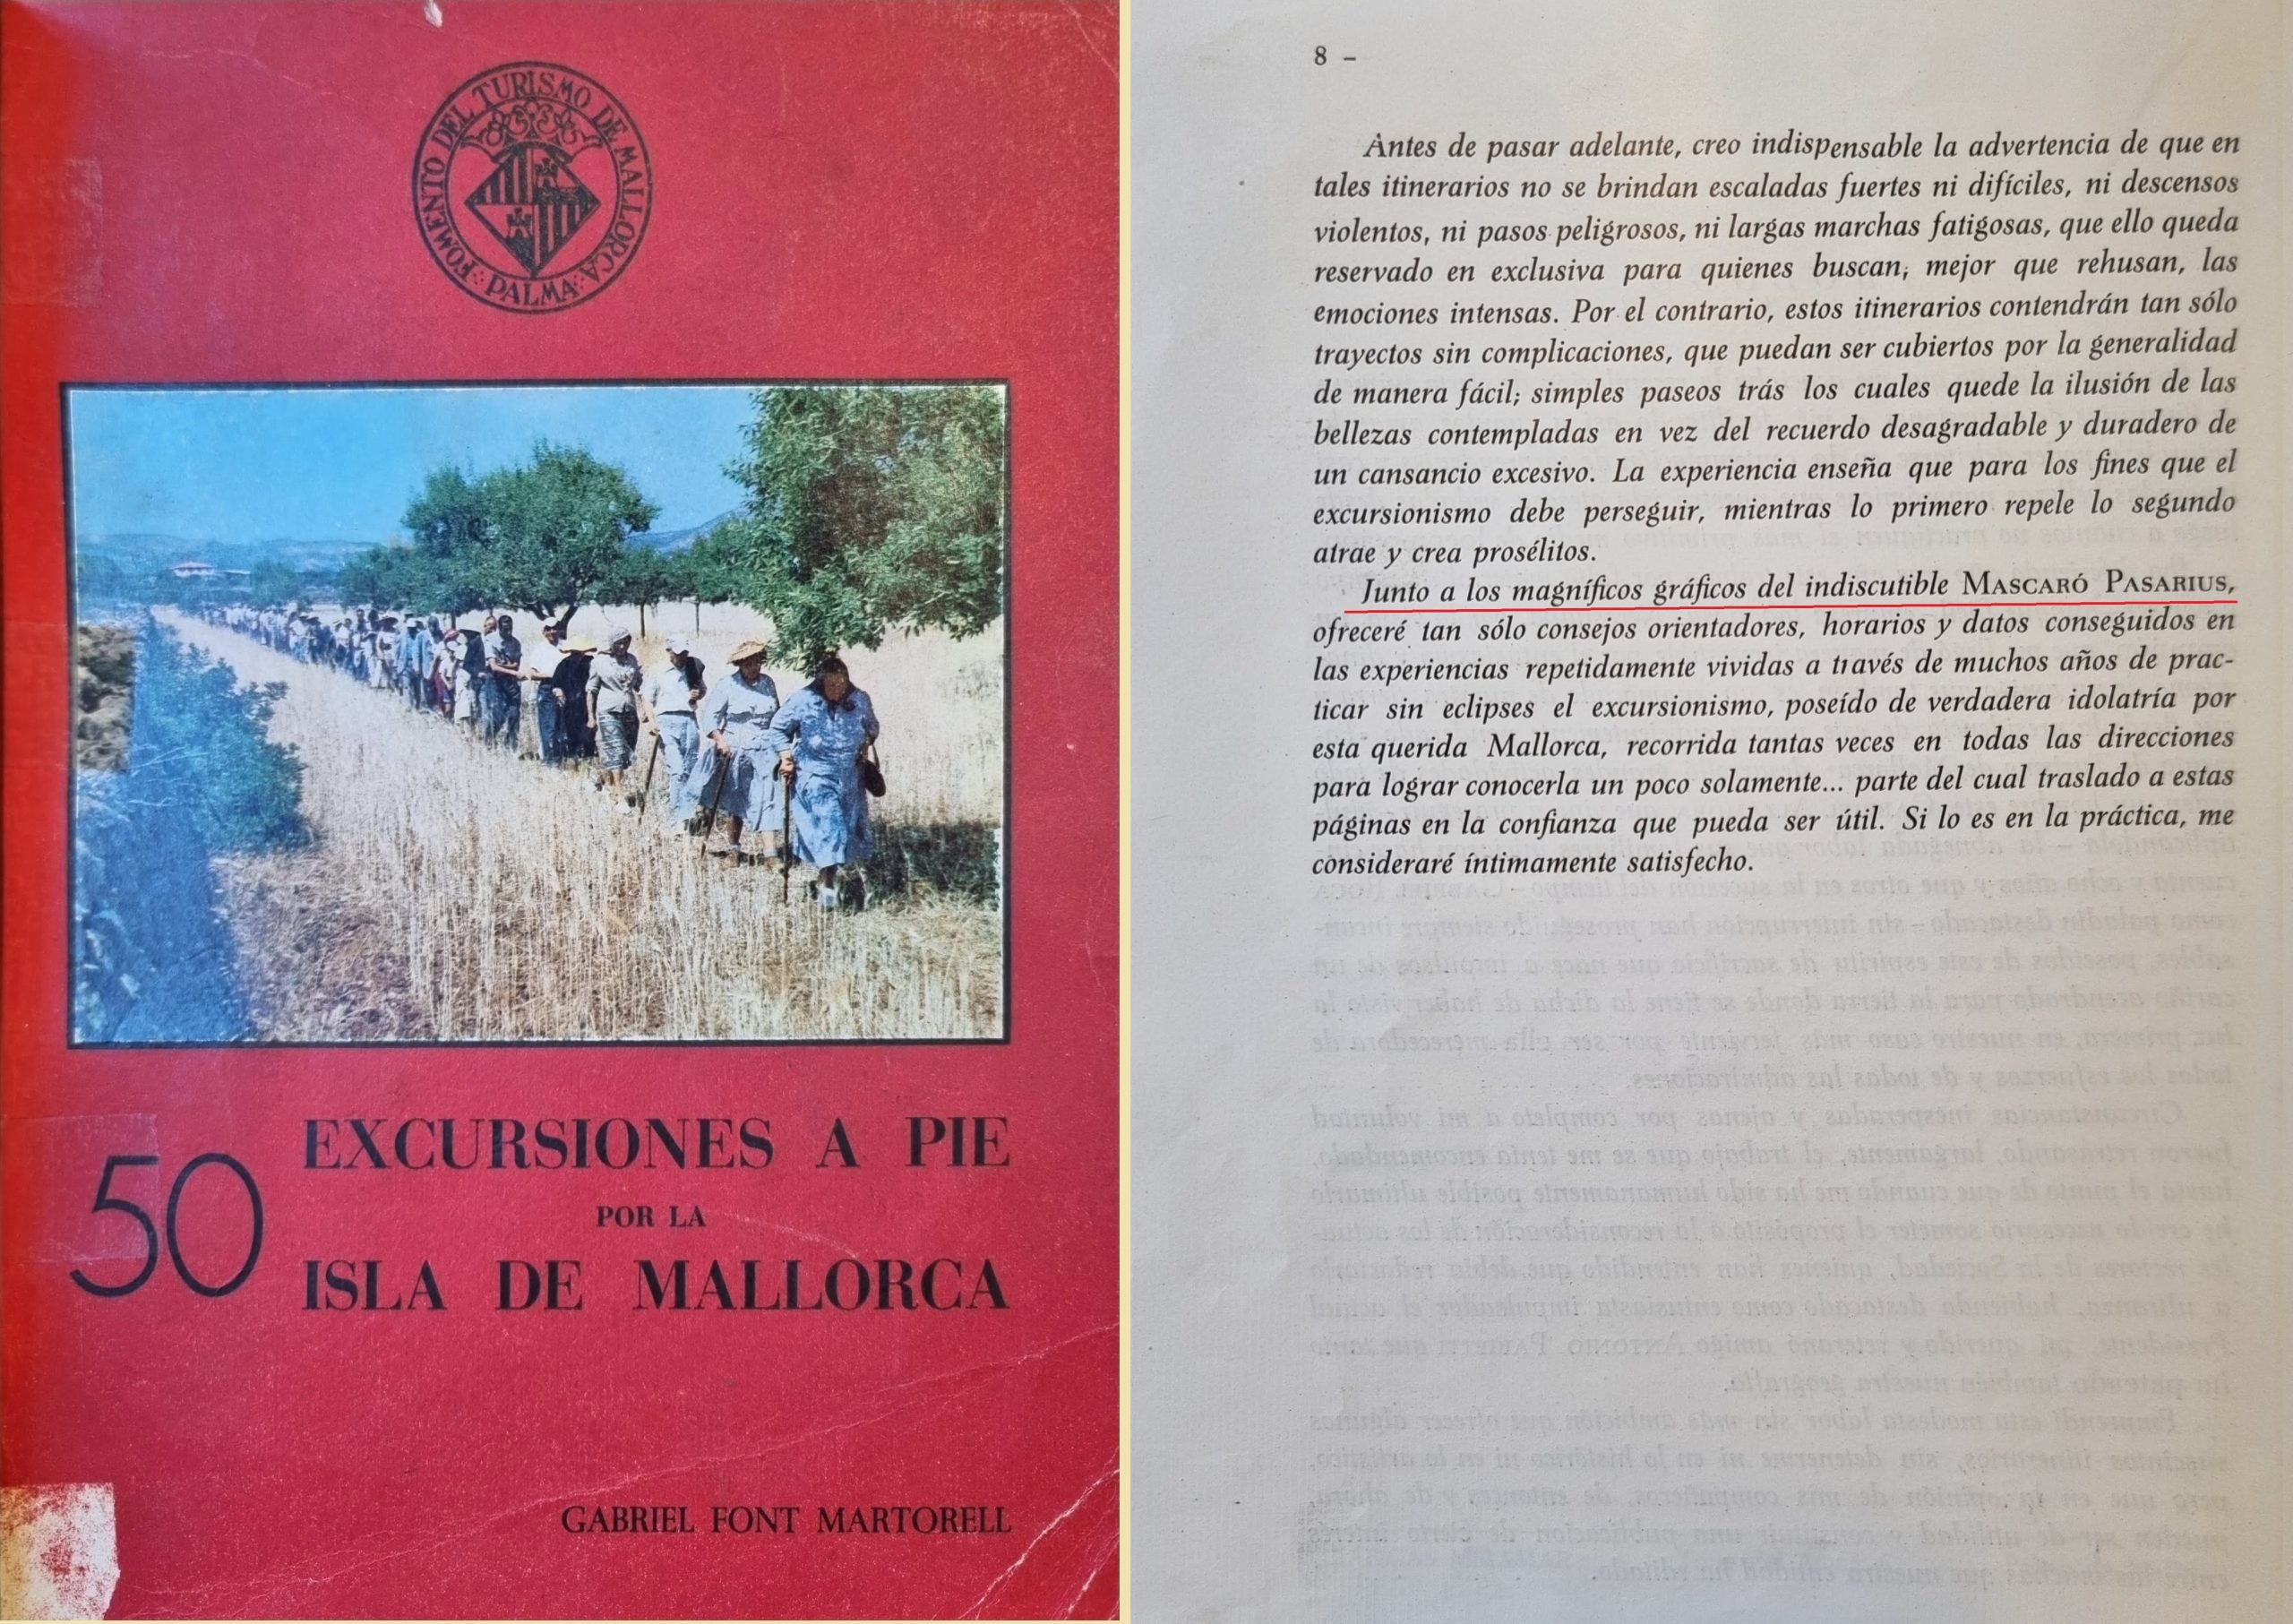 FOMENTO DEL TURISMO DE MALLORCA
PALMA
50
EXCURSIONES A PIE
POR LA
ISLA DE MALLORCA
GABRIEL FONT MARTORELL
8 –
Antes de pasar adelante, creo indispensable la advertencia de que en
tales itinerarios no se brindan escaladas fuertes ni difíciles, ni descensos
violentos, ni pasos peligrosos, ni largas marchas fatigosas, que ello queda
reservado en exclusiva para quienes buscan, mejor que rehusan, las
emociones intensas. Por el contrario, estos itinerarios contendrán tan sólo
trayectos sin complicaciones, que puedan ser cubiertos por la generalidad
de manera fácil; simples paseos trás los cuales quede la ilusión de las
bellezas contempladas en vez del recuerdo desagradable y duradero de
un cansancio excesivo. La experiencia enseña que para los fines que el
excursionismo debe perseguir, mientras lo primero repele lo segundo
atrae y crea prosélitos.
Junto a los magníficos gráficos del indiscutible MASCARÓ PASARIUS,
ofreceré tan sólo consejos orientadores, horarios y datos conseguidos en
las experiencias repetidamente vividas a través de muchos años de prac-
ticar sin eclipses el excursionismo, poseído de verdadera idolatría por
esta querida Mallorca, recorrida tantas veces en todas las direcciones
para lograr conocerla un poco solamente... parte del cual traslado a estas
páginas en la confianza que pueda ser útil. Si lo es en la práctica, me
consideraré íntimamente satisfecho.